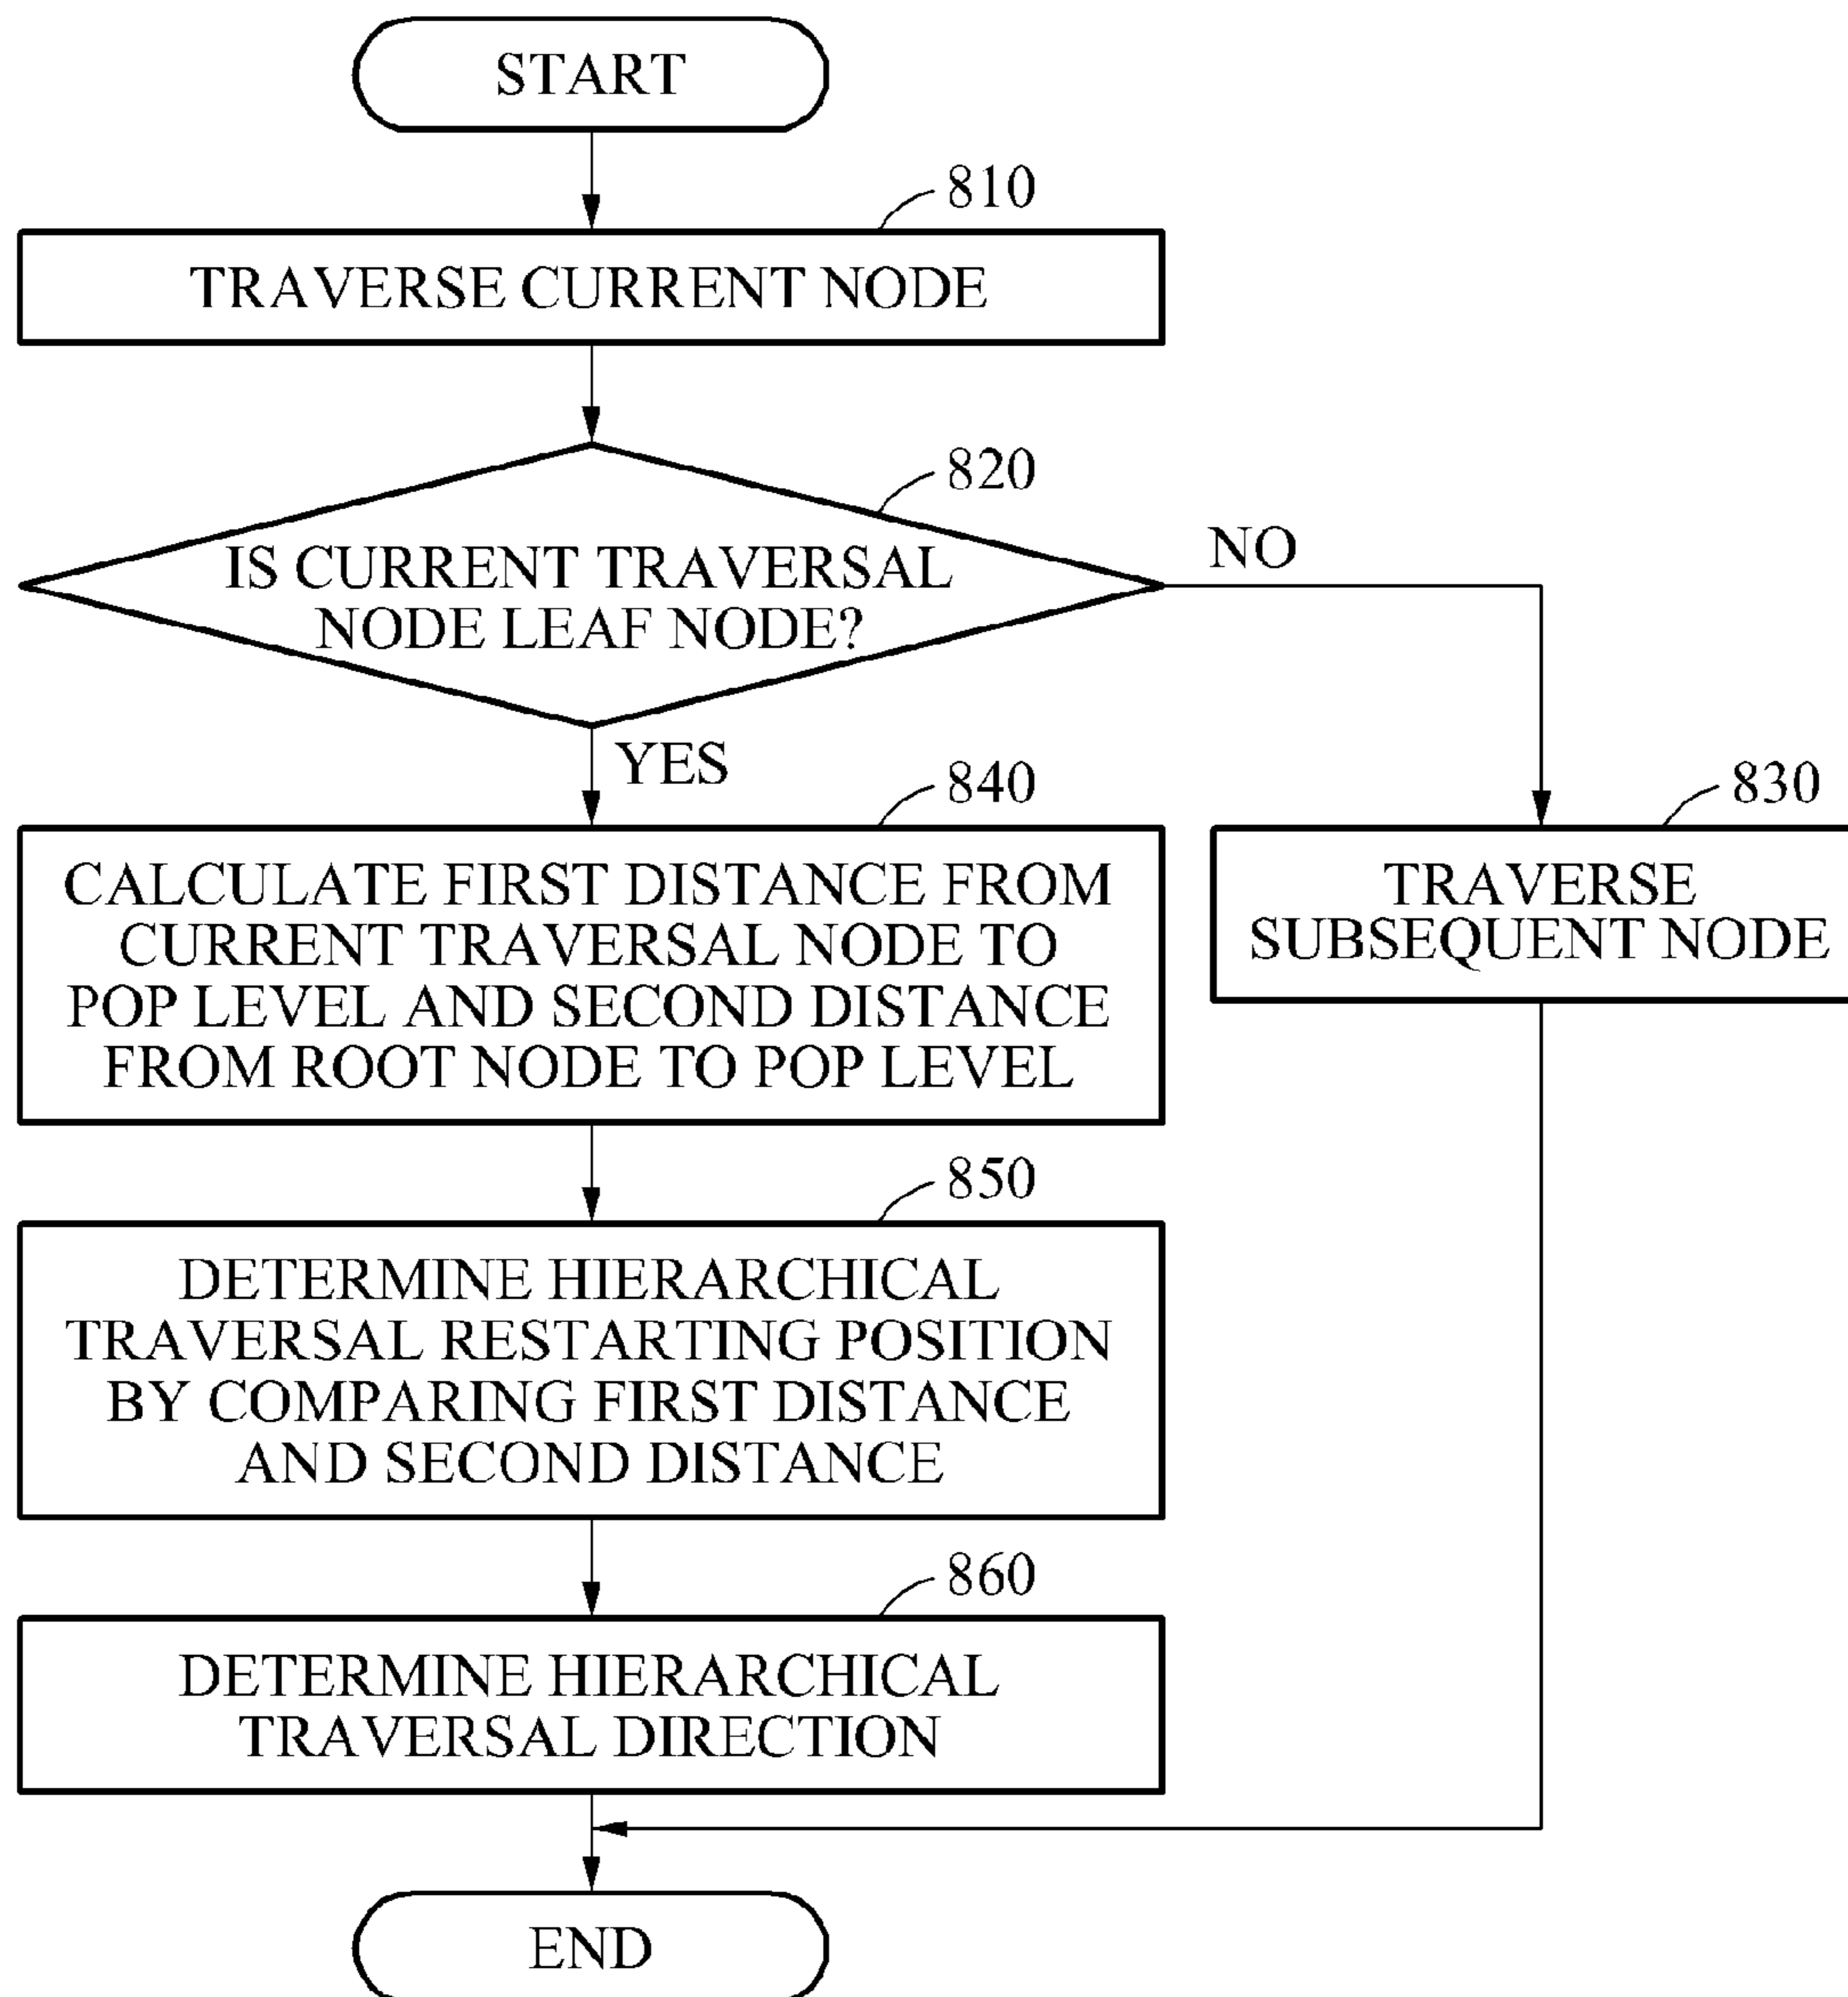 START
810
TRAVERSE CURRENT NODE
820
IS CURRENT TRAVERSAL
NODE LEAF NODE?
NO
YES
840
CALCULATE FIRST DISTANCE FROM
CURRENT TRAVERSAL NODE TO
POP LEVEL AND SECOND DISTANCE
FROM ROOT NODE TO POP LEVEL
830
TRAVERSE
SUBSEQUENT NODE
850
DETERMINE HIERARCHICAL
TRAVERSAL RESTARTING POSITION
BY COMPARING FIRST DISTANCE
AND SECOND DISTANCE
860
DETERMINE HIERARCHICAL
TRAVERSAL DIRECTION
END